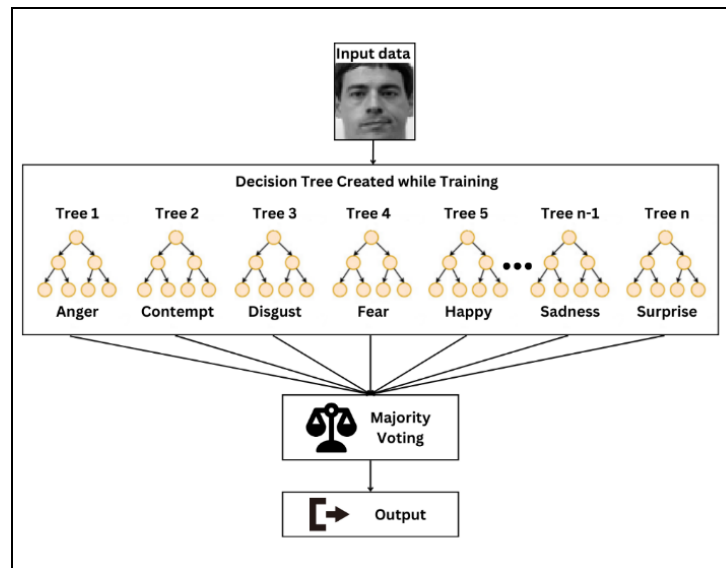 Input data
Decision Tree Created while Training
Tree 1 Tree 2 Tree 3 Tree 4 Tree 5 Tree n-1 Tree n
Anger Contempt Disgust Fear Happy Sadness Surprise
Majority
Voting
Output